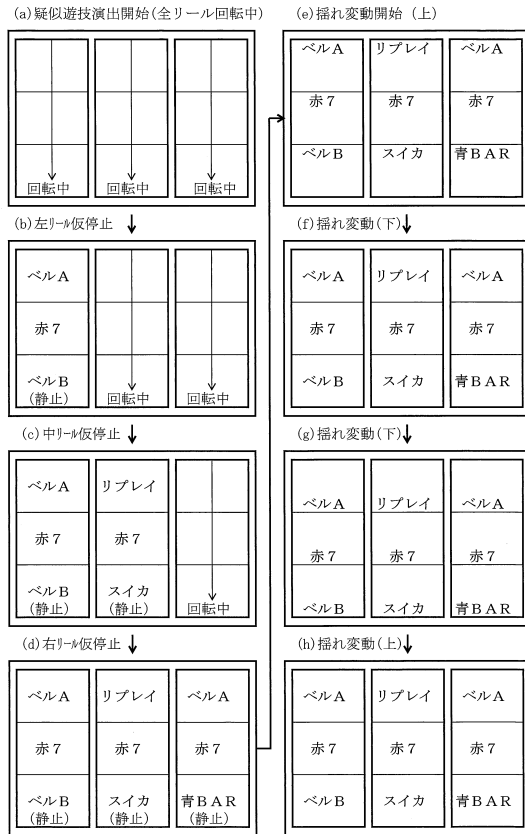 (a)疑似遊技演出開始(全リール回転中)
回転中 回転中 回転中
(b)左ﾘｰﾙ仮停止
ベルA
赤7
ベルB
(静止) 回転中 回転中
(c)中ﾘｰﾙ仮停止
ベルA リプレイ
赤7 赤7
ベルB スイカ
(静止) (静止) 回転中
(d)右ﾘｰﾙ仮停止
ベルA リプレイ ベルA
赤7 赤7 赤7
ベルB スイカ 青BAR
(静止) (静止) (静止)
(e)揺れ変動開始(上)
ベルA リプレイ ベルA
赤7 赤7 赤7
ベルB スイカ 青BAR
(f)揺れ変動(下)
ベルA リプレイ ベルA
赤7 赤7 赤7
ベルB スイカ 青BAR
(g)揺れ変動(下)
ベルA リプレイ ベルA
赤7 赤7 赤7
ベルB スイカ 青BAR
(h)揺れ変動(上)
ベルA リプレイ ベルA
赤7 赤7 赤7
ベルB スイカ 青BAR